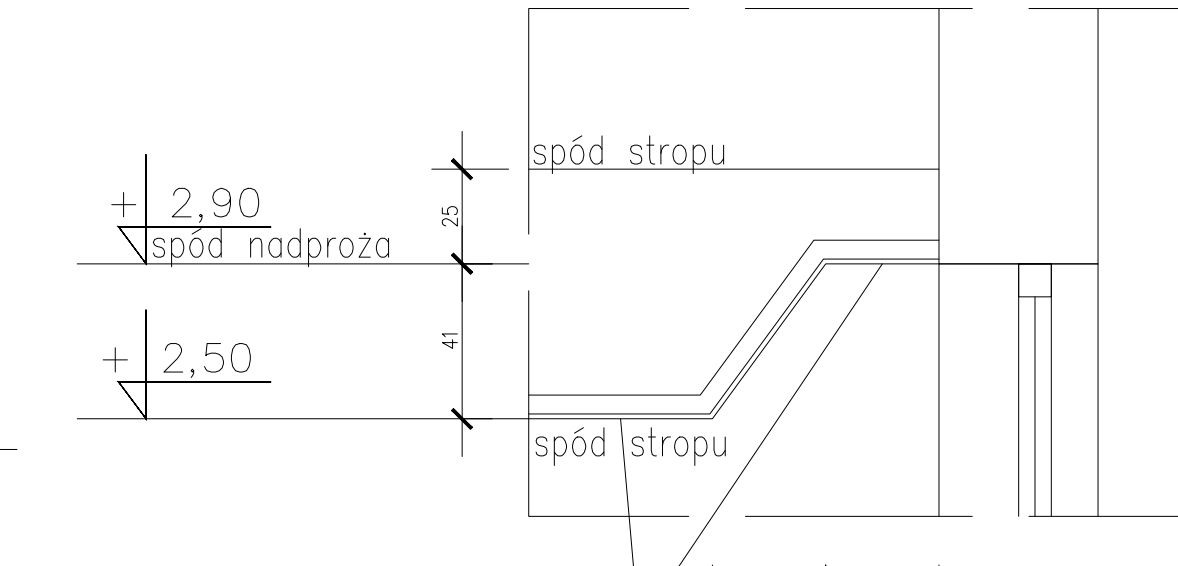 spód stropu
+ 2,90
25
spód nadproża
41
+ 2,50
spód stropu